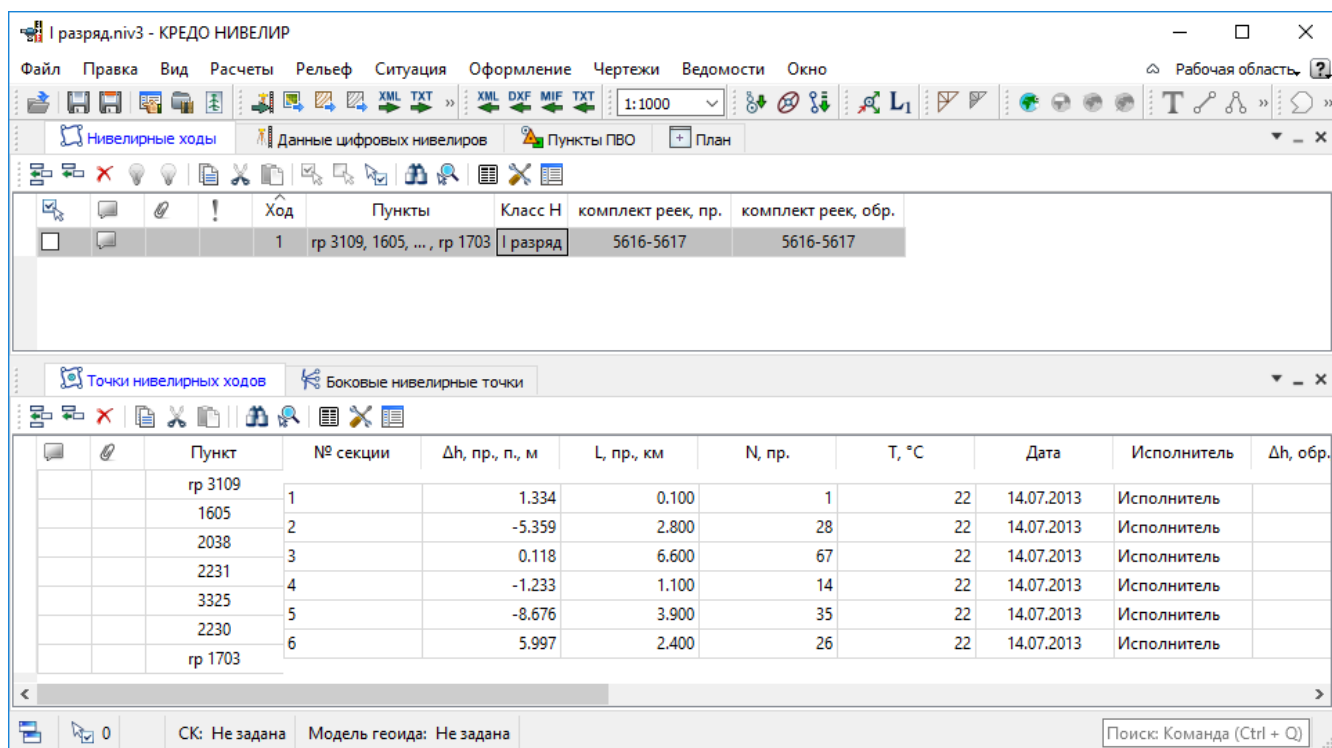 I разряд.niv3 - КРЕДО НИВЕЛИР
Файл Правка Вид Расчеты Рельеф Ситуация Оформление Чертежи Ведомости Окно Рабочая область
XML TXT » XML DXF MIF TXT 1:1000 L1 T » »
Нивелирные ходы Данные цифровых нивелиров Пункты ПВО План
Ход Пункты Класс H комплект реек, пр. комплект реек, обр.
1 гр 3109, 1605, ... , гр 1703 I разряд 5616-5617 5616-5617
Точки нивелирных ходов Боковые нивелирные точки
Пункт № секции Δh, пр., п., м L, пр., км N, пр. T, °C Дата Исполнитель Δh, обр.
гр 3109
1 1.334 0.100 1 22 14.07.2013 Исполнитель
1605
2 -5.359 2.800 28 22 14.07.2013 Исполнитель
2038
3 0.118 6.600 67 22 14.07.2013 Исполнитель
2231
4 -1.233 1.100 14 22 14.07.2013 Исполнитель
3325
5 -8.676 3.900 35 22 14.07.2013 Исполнитель
2230
6 5.997 2.400 26 22 14.07.2013 Исполнитель
гр 1703
0 СК: Не задана Модель геоида: Не задана Поиск: Команда (Ctrl + Q)